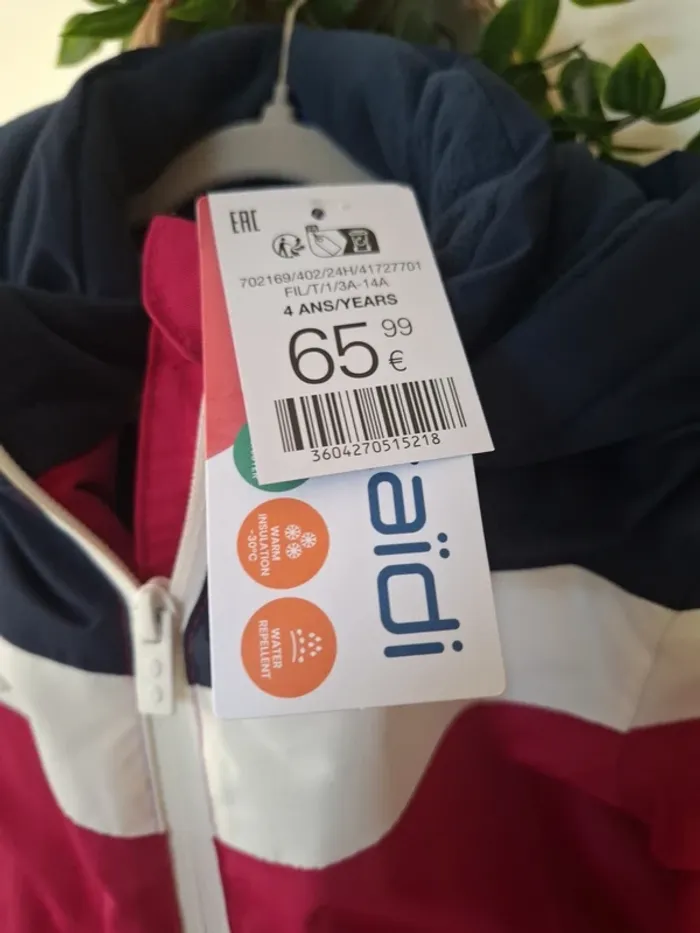 EAC
702169/402/24H/41727701
FIL/T/1/3A-14A
4 ANS/YEARS
65 99 €
3604270515218
aïdi
WARM
INSULATION
-30°C
WATER
REPELLENT